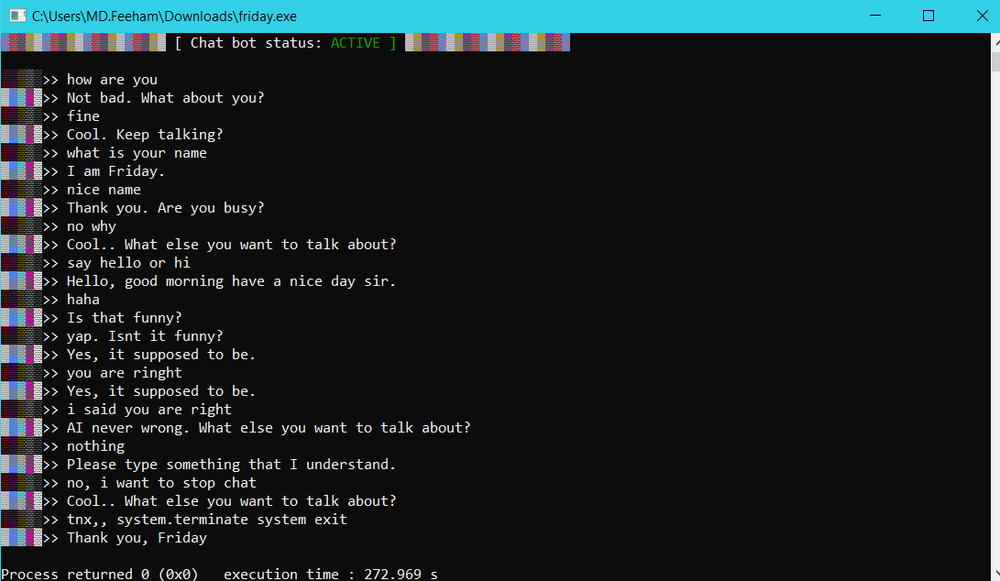 C:\Users\MD.Feeham\Downloads\friday.exe
[ Chat bot status: ACTIVE ]
>> how are you
>> Not bad. What about you?
>> fine
>> Cool. Keep talking?
>> what is your name
>> I am Friday.
>> nice name
>> Thank you. Are you busy?
>> no why
>> Cool.. What else you want to talk about?
>> say hello or hi
>> Hello, good morning have a nice day sir.
>> haha
>> Is that funny?
>> yap. Isnt it funny?
>> Yes, it supposed to be.
>> you are ringht
>> Yes, it supposed to be.
>> i said you are right
>> AI never wrong. What else you want to talk about?
>> nothing
>> Please type something that I understand.
>> no, i want to stop chat
>> Cool.. What else you want to talk about?
>> tnx,, system.terminate system exit
>> Thank you, Friday
Process returned 0 (0x0)   execution time : 272.969 s